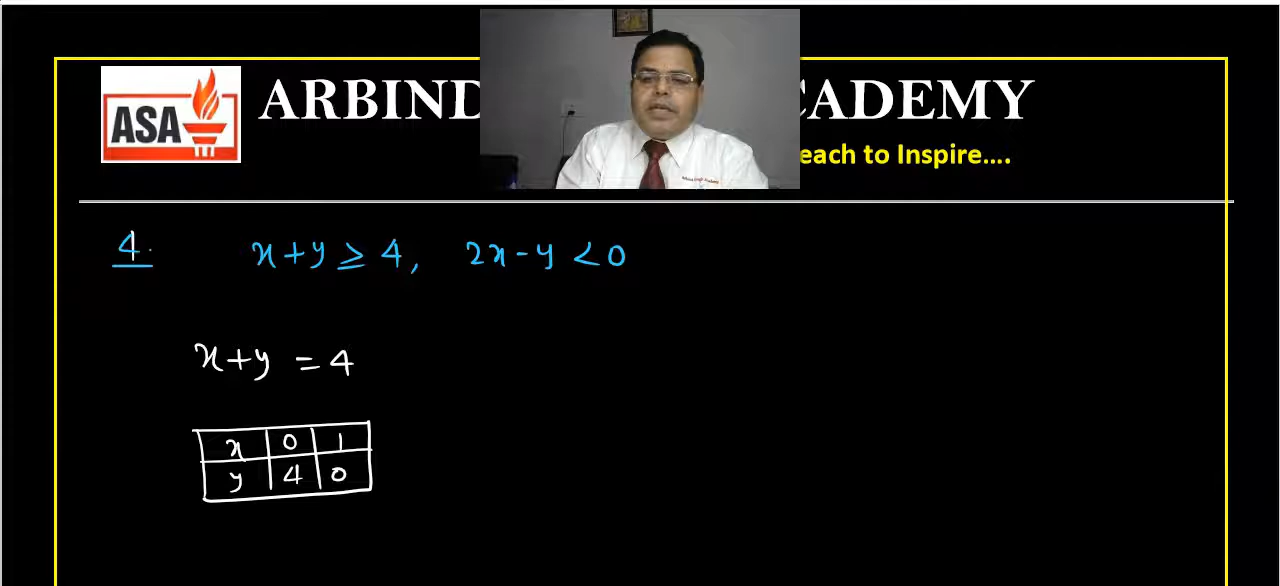 ASA
ARBIND CADEMY
each to Inspire....
4. x+y ≥ 4, 2x-y < 0
x+y = 4
x 0 1
y 4 0